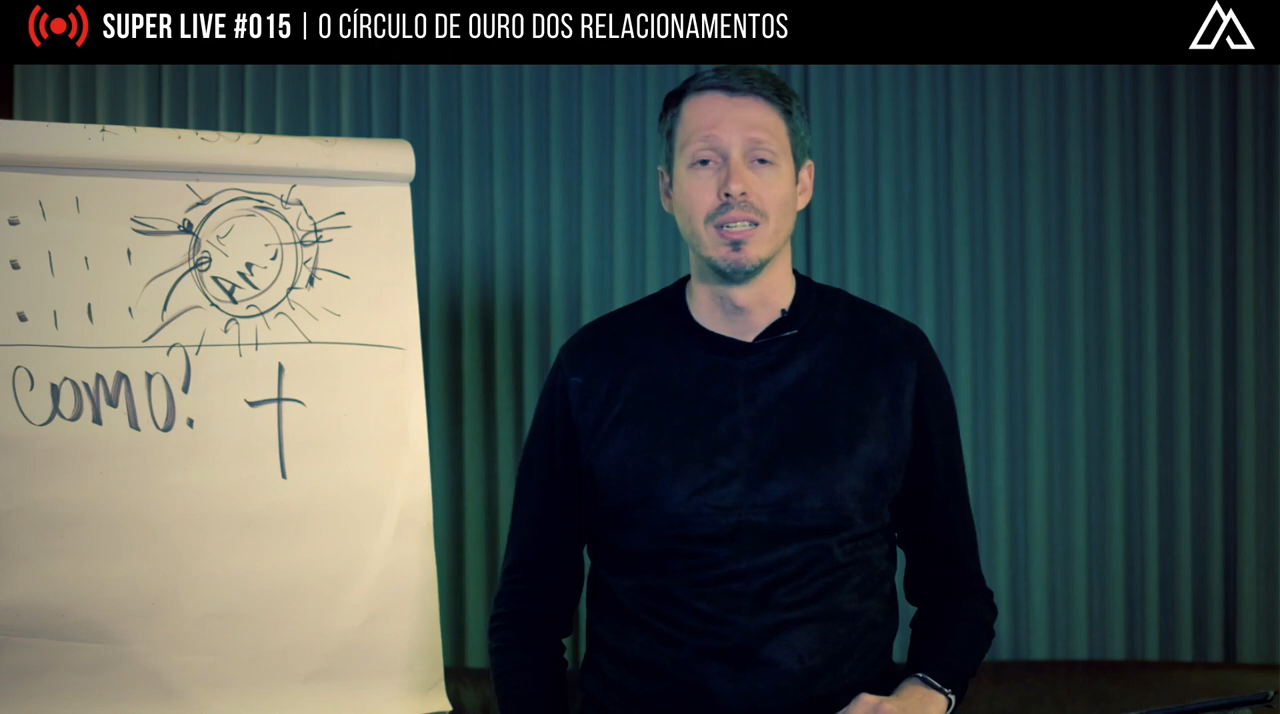 SUPER LIVE #015 | O CÍRCULO DE OURO DOS RELACIONAMENTOS
AM
COMO?